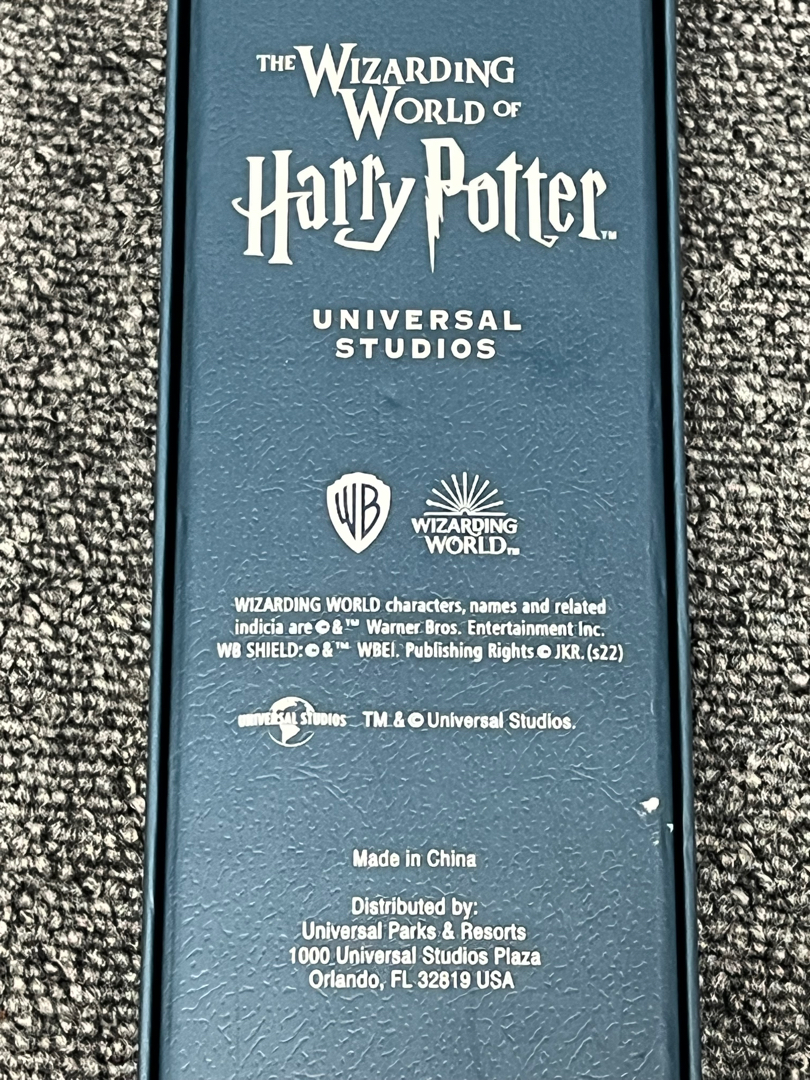 THE WIZARDING
WORLD OF
Harry Potter™
UNIVERSAL
STUDIOS
WB
WIZARDING
WORLD™
WIZARDING WORLD characters, names and related
indicia are © & ™ Warner Bros. Entertainment Inc.
WB SHIELD: © & ™ WBEI. Publishing Rights © JKR. (s22)
UNIVERSAL STUDIOS TM & © Universal Studios.
Made in China
Distributed by:
Universal Parks & Resorts
1000 Universal Studios Plaza
Orlando, FL 32819 USA